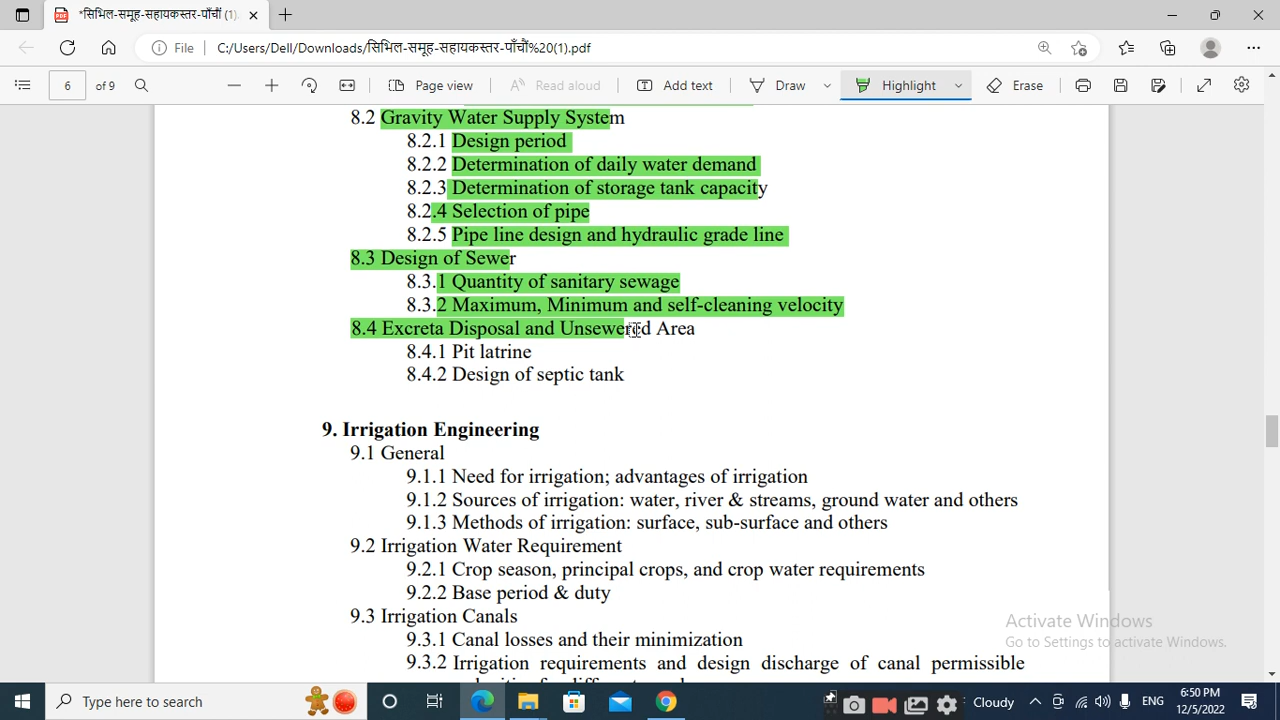 *सिभिल-समूह-सहायकस्तर-पाँचौं (1).
File C:/Users/Dell/Downloads/सिभिल-समूह-सहायकस्तर-पाँचौं%20(1).pdf
6 of 9 Page view Read aloud Add text Draw Highlight Erase
8.2 Gravity Water Supply System
8.2.1 Design period
8.2.2 Determination of daily water demand
8.2.3 Determination of storage tank capacity
8.2.4 Selection of pipe
8.2.5 Pipe line design and hydraulic grade line
8.3 Design of Sewer
8.3.1 Quantity of sanitary sewage
8.3.2 Maximum, Minimum and self-cleaning velocity
8.4 Excreta Disposal and Unsewered Area
8.4.1 Pit latrine
8.4.2 Design of septic tank
9. Irrigation Engineering
9.1 General
9.1.1 Need for irrigation; advantages of irrigation
9.1.2 Sources of irrigation: water, river & streams, ground water and others
9.1.3 Methods of irrigation: surface, sub-surface and others
9.2 Irrigation Water Requirement
9.2.1 Crop season, principal crops, and crop water requirements
9.2.2 Base period & duty
9.3 Irrigation Canals
9.3.1 Canal losses and their minimization
9.3.2 Irrigation requirements and design discharge of canal permissible
Activate Windows
Go to Settings to activate Windows.
Type here to search Cloudy ENG 6:50 PM
12/5/2022